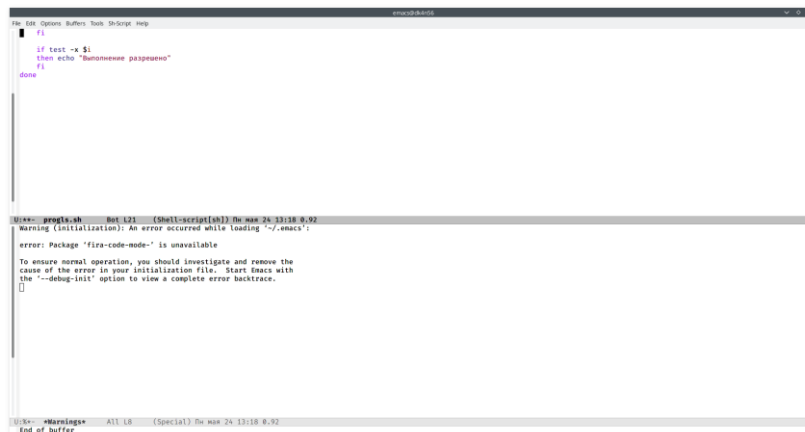 emacs@dk4n56
File Edit Options Buffers Tools Sh-Script Help
fi
if test -x $i
then echo "Выполнение разрешено"
fi
done
U:**- progls.sh Bot L21 (Shell-script[sh]) Пн мая 24 13:18 0.92
Warning (initialization): An error occurred while loading ‘~/.emacs’:
error: Package ‘fira-code-mode-’ is unavailable
To ensure normal operation, you should investigate and remove the
cause of the error in your initialization file. Start Emacs with
the ‘--debug-init’ option to view a complete error backtrace.
U:%*- *Warnings* All L8 (Special) Пн мая 24 13:18 0.92
End of buffer